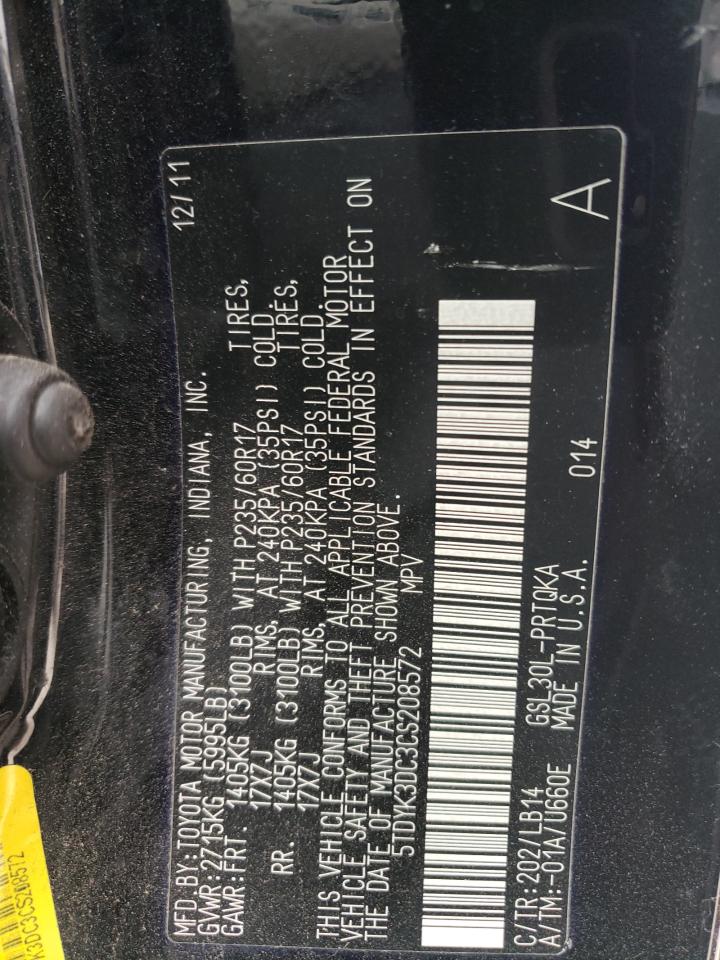 MFD. BY: TOYOTA MOTOR MANUFACTURING, INDIANA, INC. 12/11
GVWR: 2715KG (5995LB)
GAWR: FRT. 1405KG (3100LB) WITH P235/60R17 TIRES,
17X7J RIMS, AT 240KPA (35PSI) COLD
RR. 1405KG (3100LB) WITH P235/60R17 TIRES,
17X7J RIMS, AT 240KPA (35PSI) COLD.
THIS VEHICLE CONFORMS TO ALL APPLICABLE FEDERAL MOTOR
VEHICLE SAFETY AND THEFT PREVENTION STANDARDS IN EFFECT ON
THE DATE OF MANUFACTURE SHOWN ABOVE.
5TDYK3DC3CS208572 MPV
C/TR: 202/LB14 GSL30L-PRTQKA 014
A/TM: -01A/U660E MADE IN U.S.A. A
K3DC3CS208572